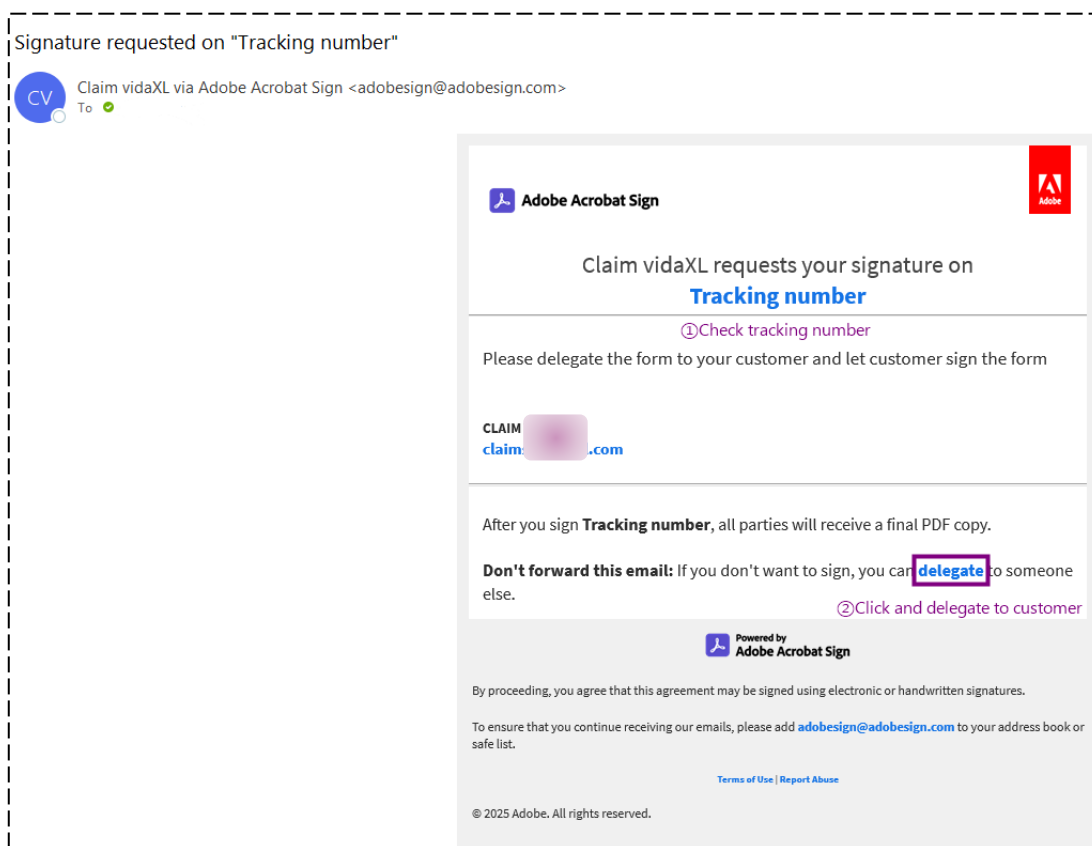 Signature requested on "Tracking number"
CV
Claim vidaXL via Adobe Acrobat Sign <adobesign@adobesign.com>
To
Adobe Acrobat Sign
Adobe
Claim vidaXL requests your signature on
Tracking number
①Check tracking number
Please delegate the form to your customer and let customer sign the form
CLAIM
claim .com
After you sign Tracking number, all parties will receive a final PDF copy.
Don't forward this email: If you don't want to sign, you can delegate to someone
else.
②Click and delegate to customer
Powered by
Adobe Acrobat Sign
By proceeding, you agree that this agreement may be signed using electronic or handwritten signatures.
To ensure that you continue receiving our emails, please add adobesign@adobesign.com to your address book or
safe list.
Terms of Use | Report Abuse
© 2025 Adobe. All rights reserved.